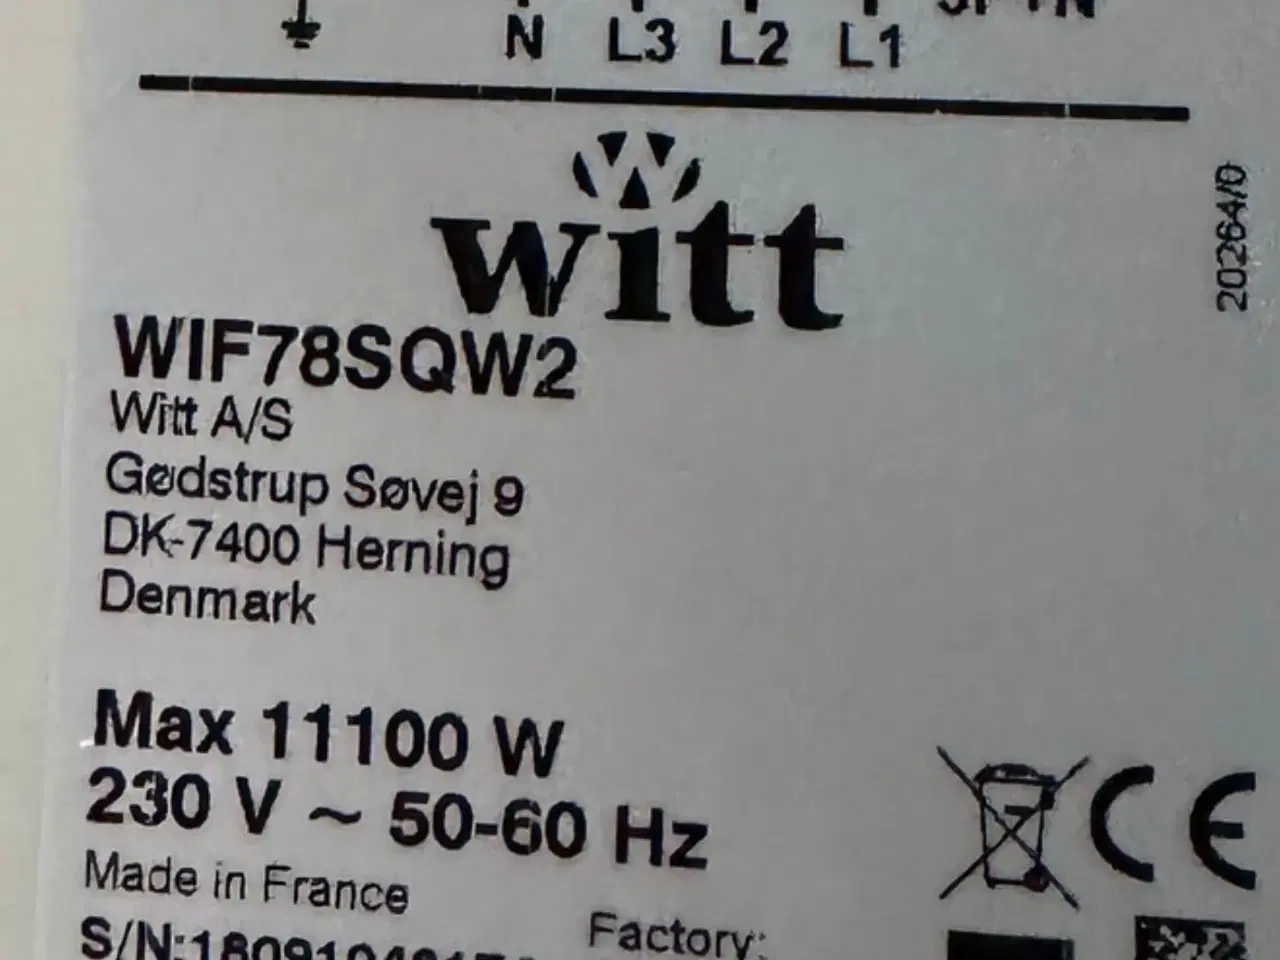 N L3 L2 L1
witt
20264/0
WIF78SQW2
Witt A/S
Gødstrup Søvej 9
DK-7400 Herning
Denmark
Max 11100 W
230 V ~ 50-60 Hz
CE
Made in France
Factory:
S/N: